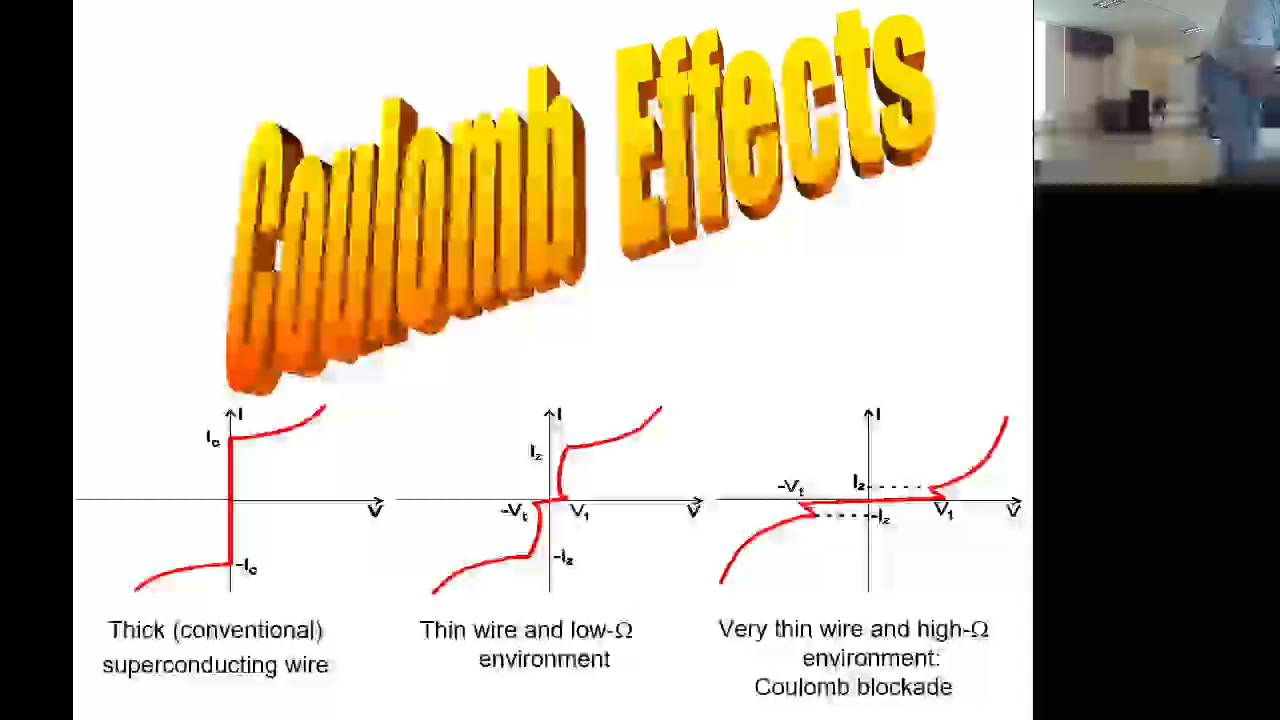 Coulomb Effects
I
Ic
V
-Ic
I
Iz
-Vt
V1
V
-Iz
I
-Vt
Iz
V1
V
-Iz
Thick (conventional)
superconducting wire
Thin wire and low-Ω
environment
Very thin wire and high-Ω
environment:
Coulomb blockade